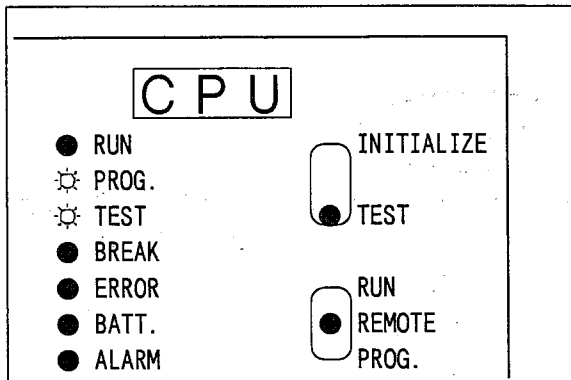 CPU
RUN
PROG.
TEST
BREAK
ERROR
BATT.
ALARM
INITIALIZE
TEST
RUN
REMOTE
PROG.